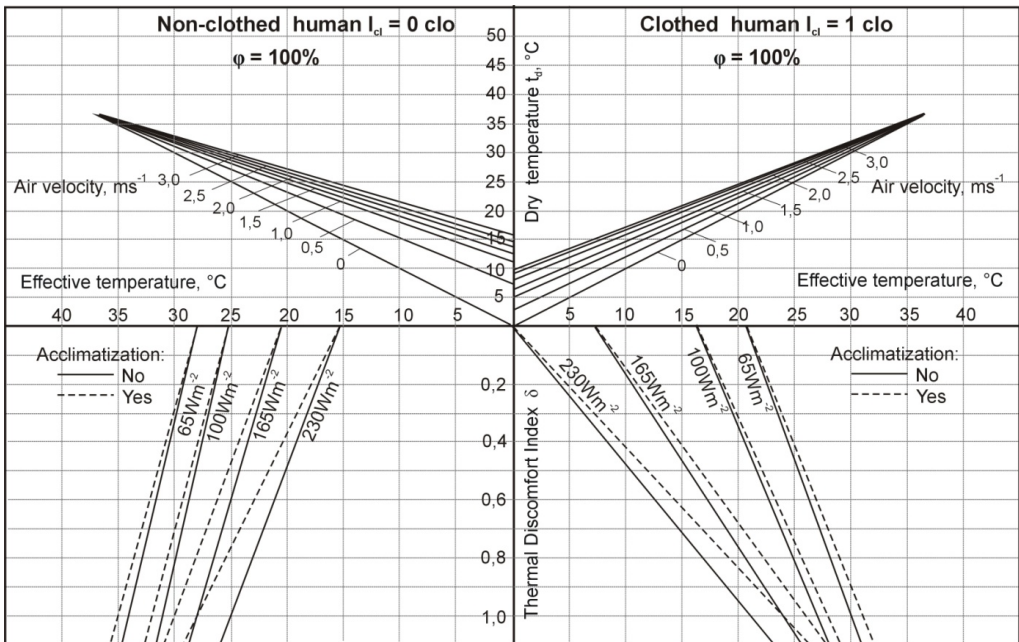 Non-clothed human Icl = 0 clo
φ = 100%
Clothed human Icl = 1 clo
φ = 100%
Dry temperature td, °C
50
45
40
35
30
25
20
15
10
5
Air velocity, ms-1
3,0
2,5
2,0
1,5
1,0
0,5
0
3,0
2,5
2,0
1,5
1,0
0,5
0
Air velocity, ms-1
Effective temperature, °C
Effective temperature, °C
40 35 30 25 20 15 10 5
5 10 15 20 25 30 35 40
Acclimatization:
No
Yes
65Wm-2
100Wm-2
165Wm-2
230Wm-2
Thermal Discomfort Index δ
0,2
0,4
0,6
0,8
1,0
230Wm-2
165Wm-2
100Wm-2
65Wm-2
Acclimatization:
No
Yes